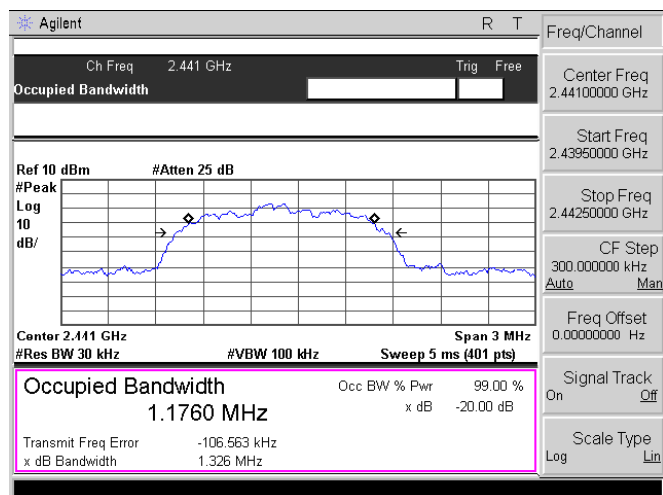 Agilent R T
Freq/Channel
Ch Freq 2.441 GHz Trig Free
Occupied Bandwidth
Center Freq
2.44100000 GHz
Start Freq
2.43950000 GHz
Stop Freq
2.44250000 GHz
CF Step
300.000000 kHz
Auto Man
Freq Offset
0.00000000 Hz
Signal Track
On Off
Scale Type
Log Lin
Ref 10 dBm #Atten 25 dB
#Peak
Log
10
dB/
Center 2.441 GHz Span 3 MHz
#Res BW 30 kHz #VBW 100 kHz Sweep 5 ms (401 pts)
Occupied Bandwidth Occ BW % Pwr 99.00 %
1.1760 MHz x dB -20.00 dB
Transmit Freq Error -106.563 kHz
x dB Bandwidth 1.326 MHz